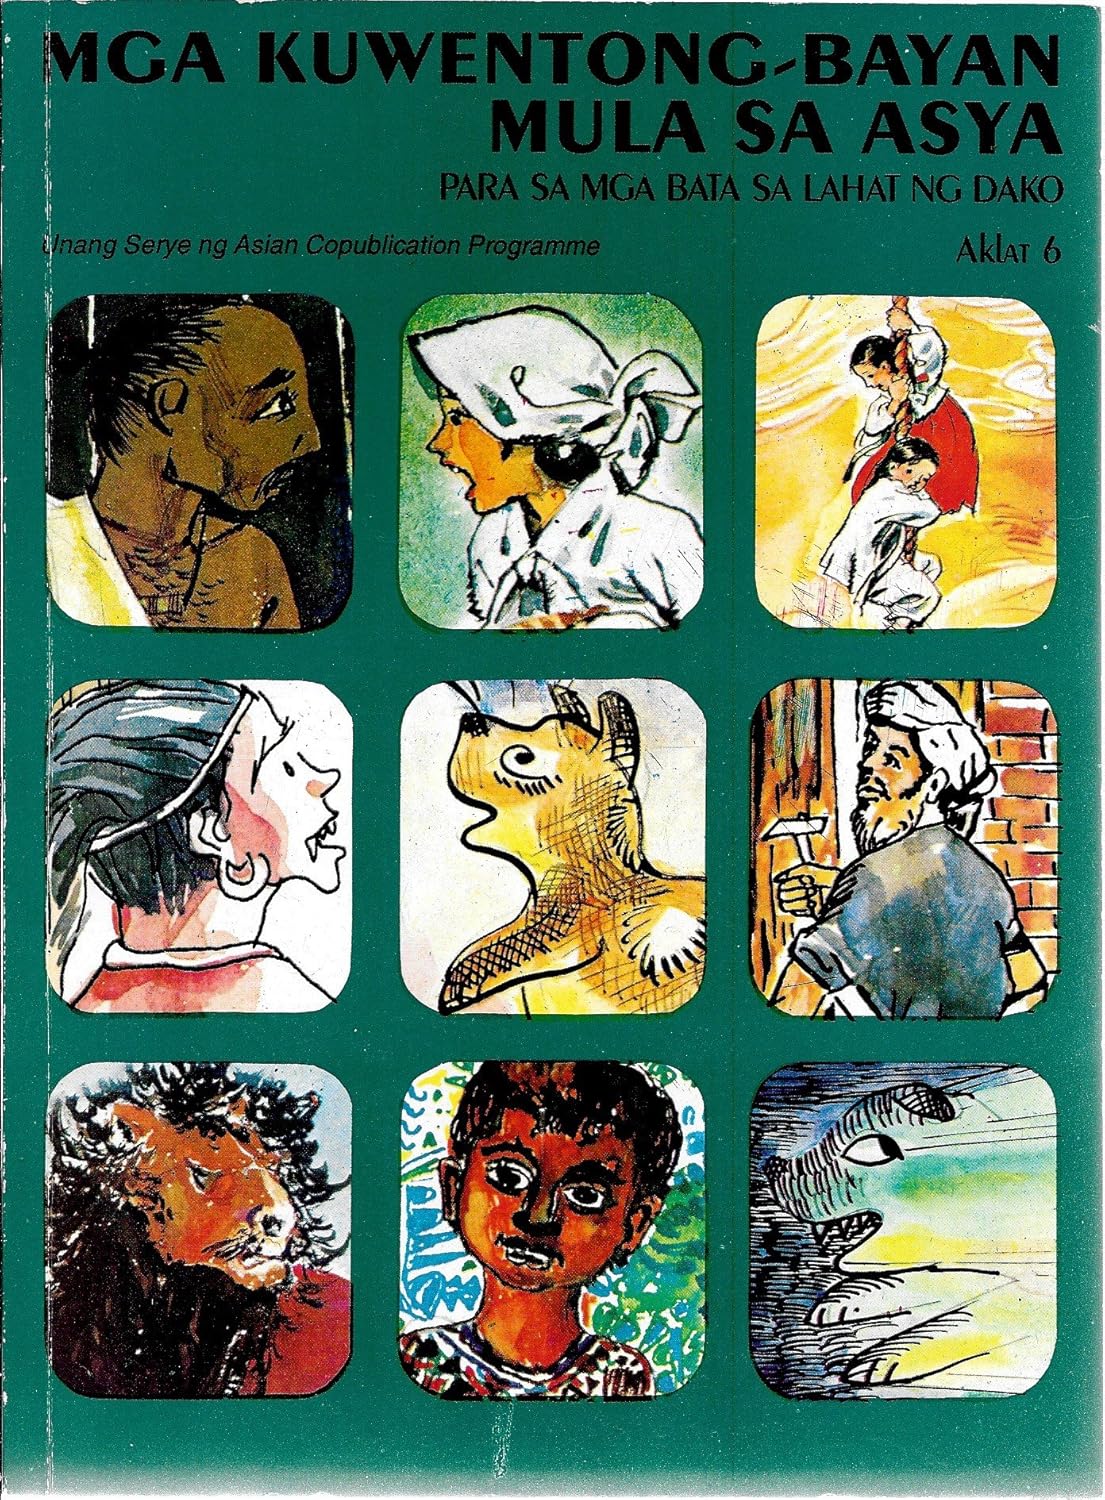 MGA KUWENTONG-BAYAN
MULA SA ASYA
PARA SA MGA BATA SA LAHAT NG DAKO
Unang Serye ng Asian Copublication Programme
AklAT 6